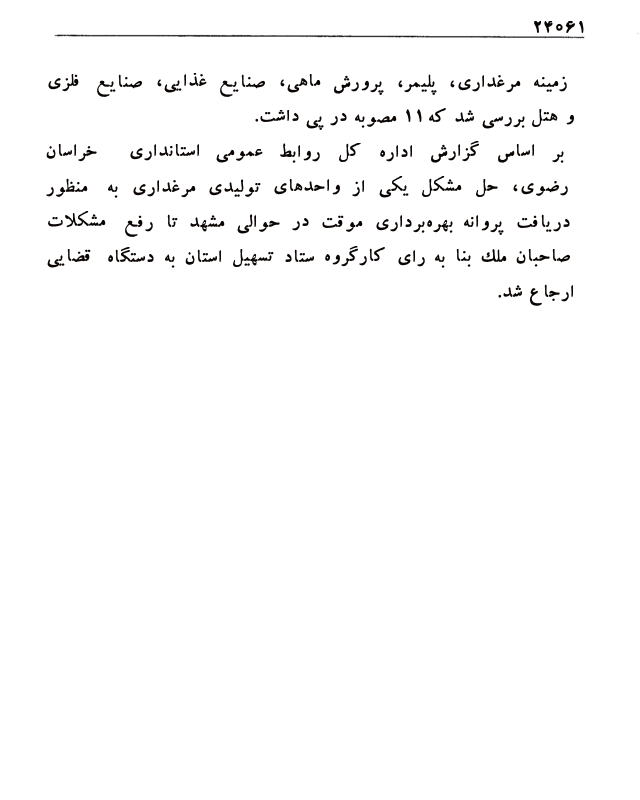 ۲۴۰۶۱
زمینه مرغداری، پلیمر، پرورش ماهی، صنایع غذایی، صنایع فلزی
و هتل بررسی شد که ۱۱ مصوبه در پی داشت.
بر اساس گزارش اداره کل روابط عمومی استانداری خراسان
رضوی، حل مشکل یکی از واحدهای تولیدی مرغداری به منظور
دریافت پروانه بهره‌برداری موقت در حوالی مشهد تا رفع مشکلات
صاحبان ملك بنا به رای کارگروه ستاد تسهیل استان به دستگاه قضایی
ارجاع شد.